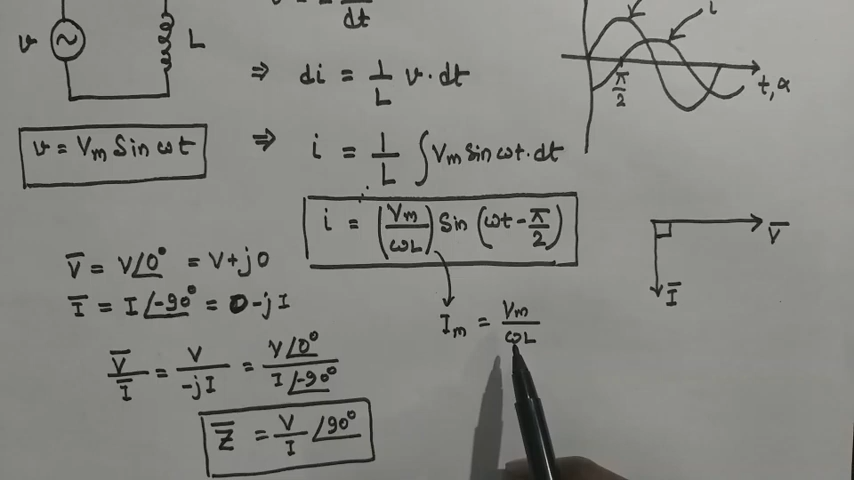 dt
i
v
L
⇒ di = 1/L v·dt
π/2
t, α
v = Vm Sin ωt
⇒ i = 1/L ∫ Vm sin ωt·dt
i = (Vm/ωL) Sin (ωt - π/2)
V̅
V̅ = V∠0° = V+j0
I̅ = I∠-90° = 0-jI
I̅
Im = Vm/ωL
V̅/I̅ = V/-jI = V∠0°/I∠-90°
Z̅ = V/I ∠90°